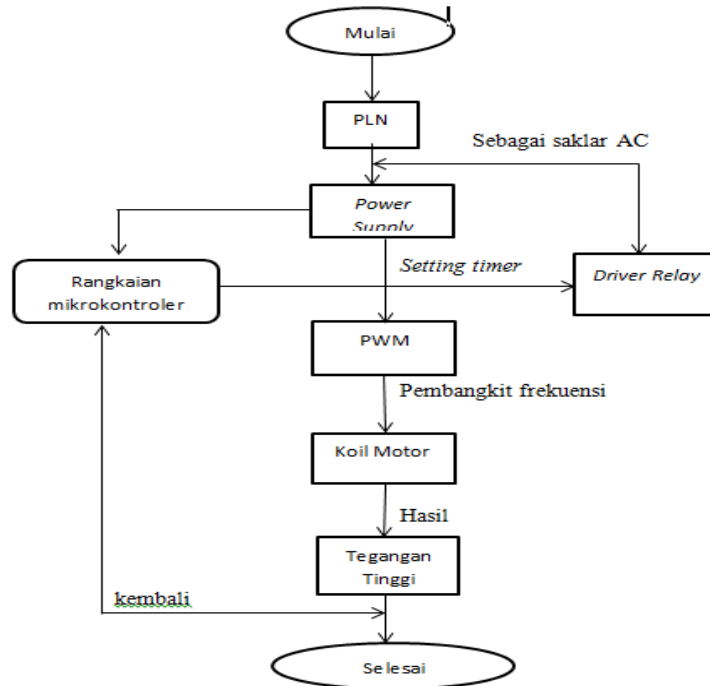 Mulai
PLN
Sebagai saklar AC
Power
Supply
Setting timer
Rangkaian
mikrokontroler
Driver Relay
PWM
Pembangkit frekuensi
Koil Motor
Hasil
Tegangan
Tinggi
kembali
Selesai